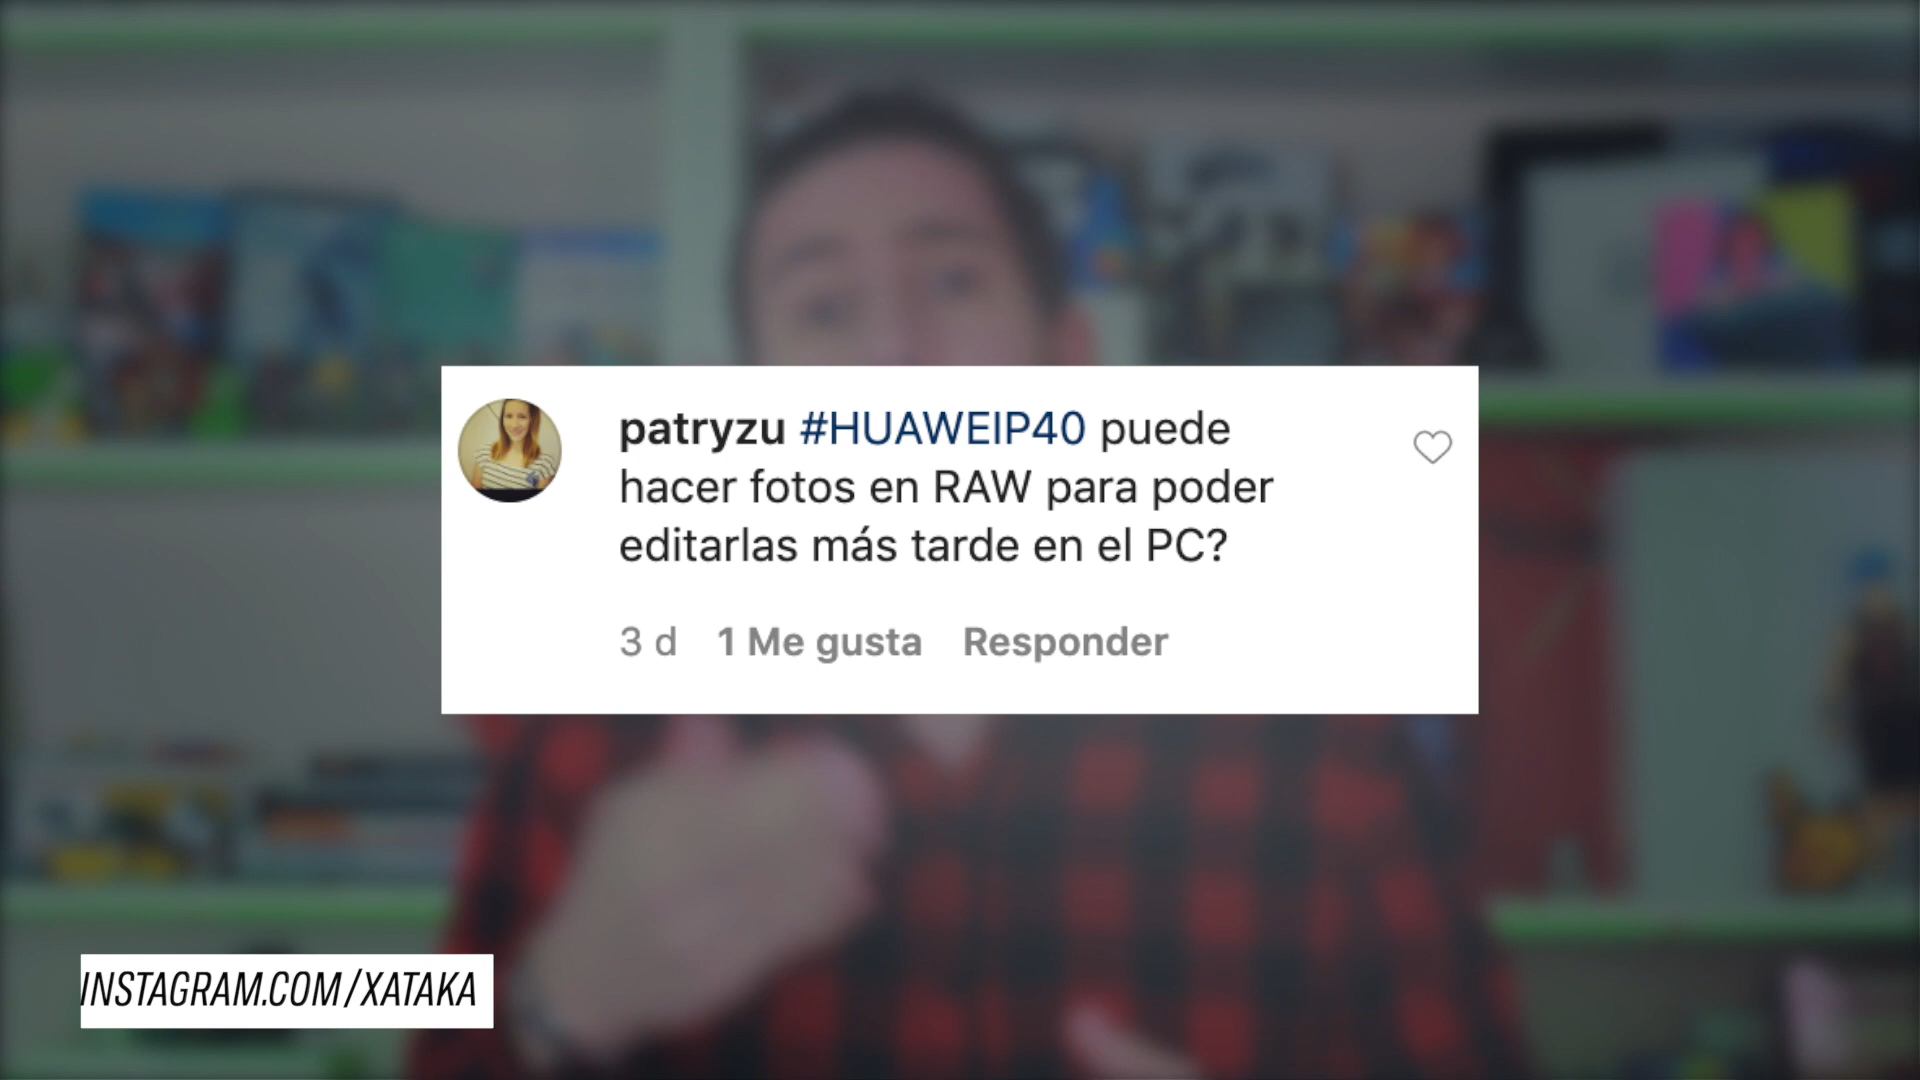 patryzu #HUAWEIP40 puede
hacer fotos en RAW para poder
editarlas más tarde en el PC?
3 d 1 Me gusta Responder
INSTAGRAM.COM/XATAKA